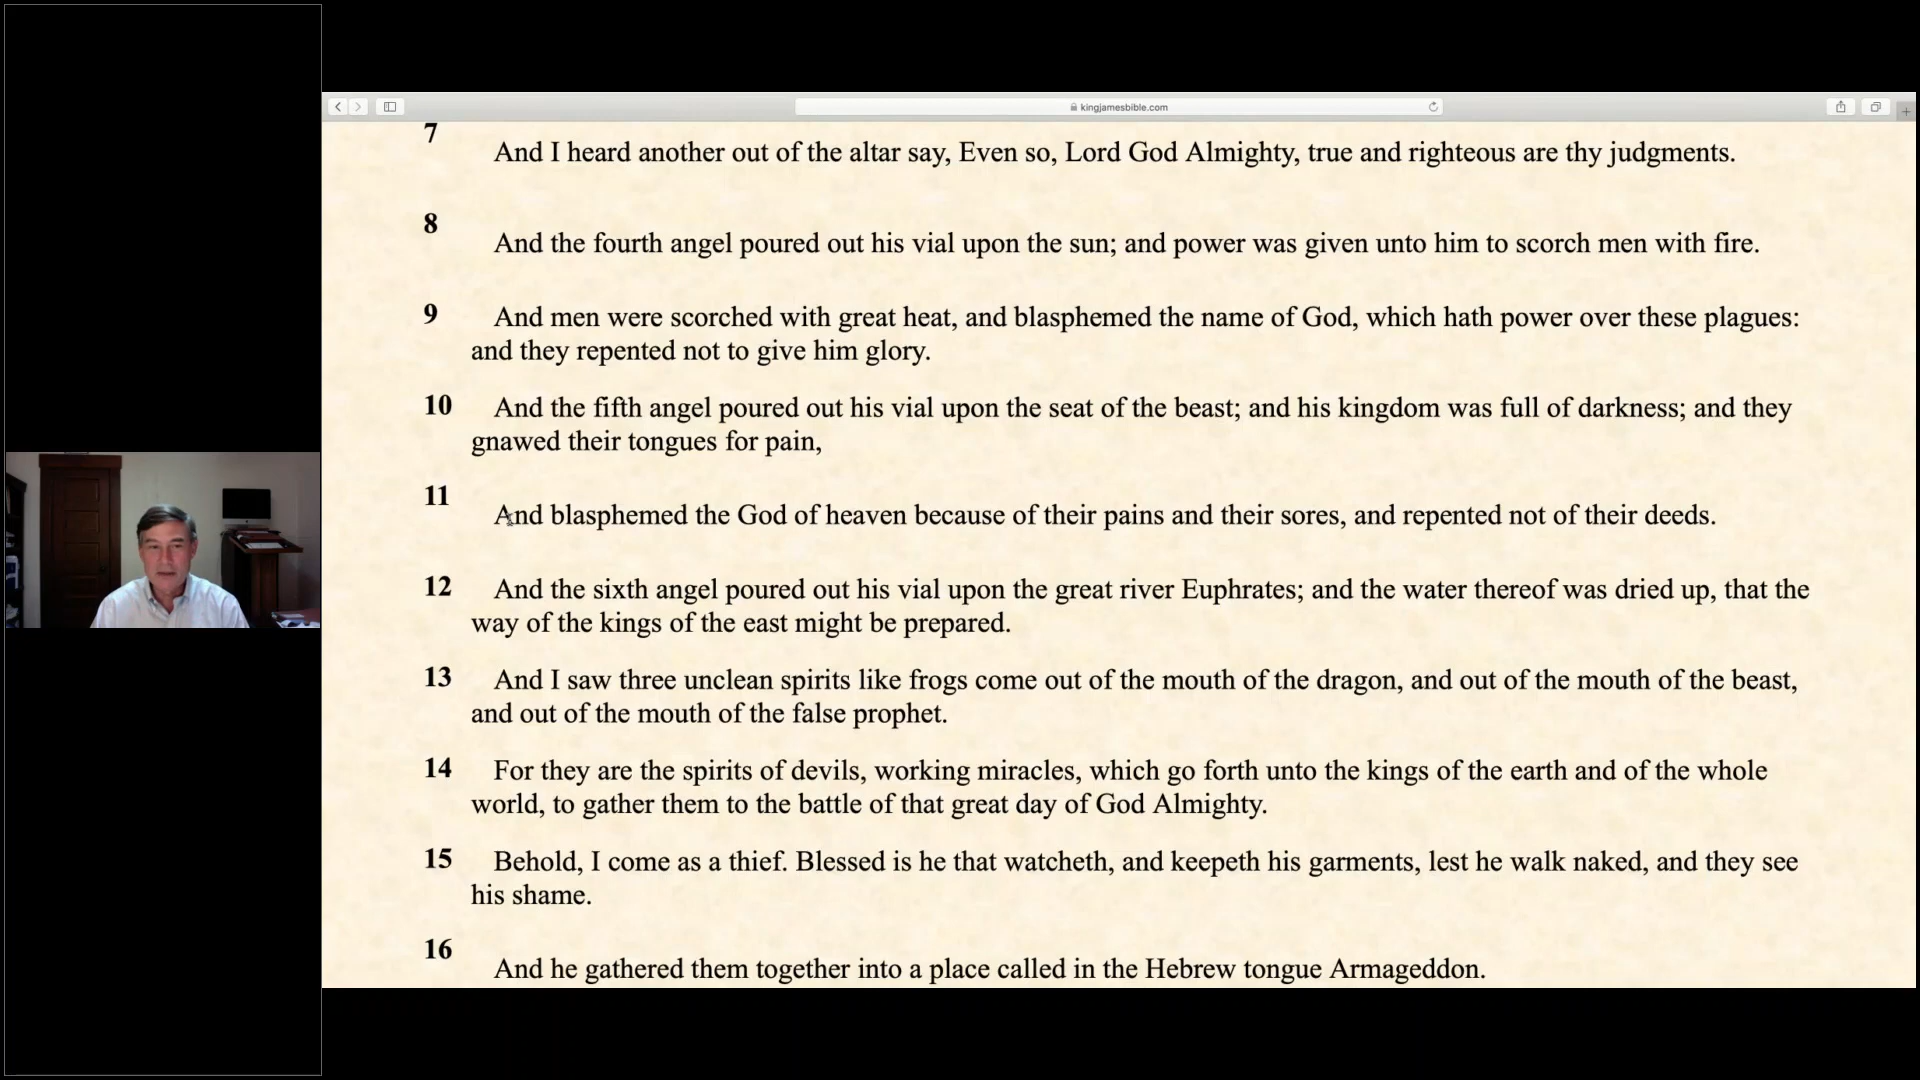 kingjamesbible.com
7
And I heard another out of the altar say, Even so, Lord God Almighty, true and righteous are thy judgments.
8
And the fourth angel poured out his vial upon the sun; and power was given unto him to scorch men with fire.
9 And men were scorched with great heat, and blasphemed the name of God, which hath power over these plagues:
and they repented not to give him glory.
10 And the fifth angel poured out his vial upon the seat of the beast; and his kingdom was full of darkness; and they
gnawed their tongues for pain,
11
And blasphemed the God of heaven because of their pains and their sores, and repented not of their deeds.
12 And the sixth angel poured out his vial upon the great river Euphrates; and the water thereof was dried up, that the
way of the kings of the east might be prepared.
13 And I saw three unclean spirits like frogs come out of the mouth of the dragon, and out of the mouth of the beast,
and out of the mouth of the false prophet.
14 For they are the spirits of devils, working miracles, which go forth unto the kings of the earth and of the whole
world, to gather them to the battle of that great day of God Almighty.
15 Behold, I come as a thief. Blessed is he that watcheth, and keepeth his garments, lest he walk naked, and they see
his shame.
16
And he gathered them together into a place called in the Hebrew tongue Armageddon.